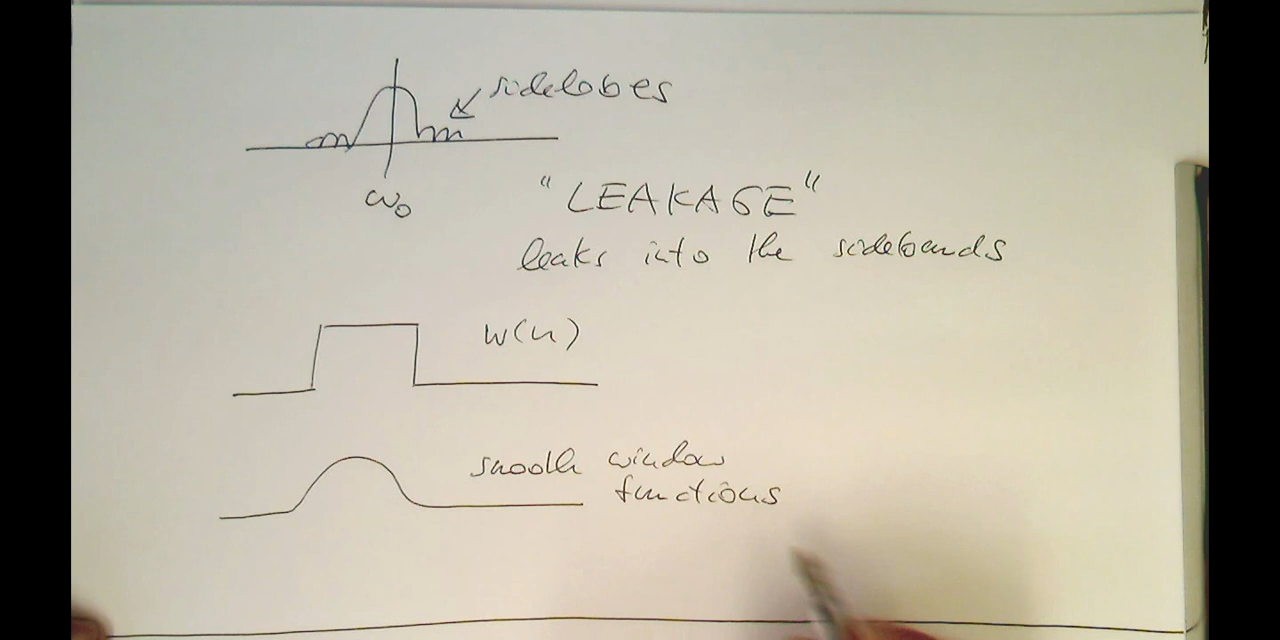 sidelobes
ω₀
"LEAKAGE"
leaks into the sidebands
w(n)
smooth window
functions